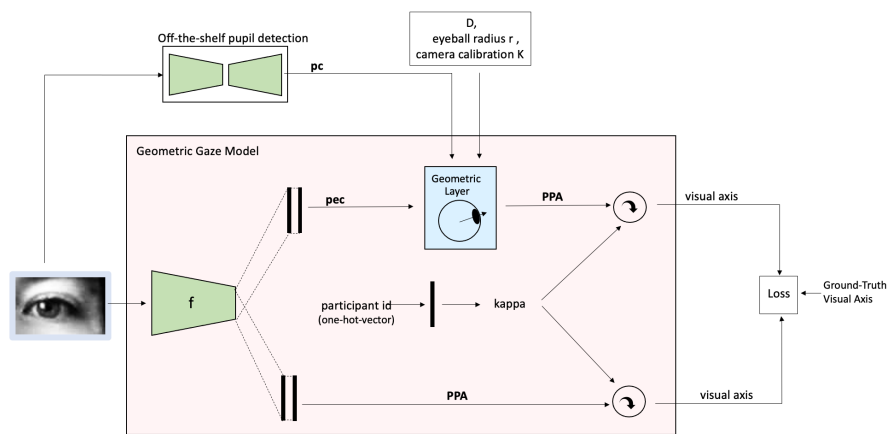 D,
eyeball radius r ,
camera calibration K
Off-the-shelf pupil detection
pc
Geometric Gaze Model
Geometric
Layer
pec
PPA
visual axis
f
participant id
(one-hot-vector)
kappa
Loss
Ground-Truth
Visual Axis
PPA
visual axis